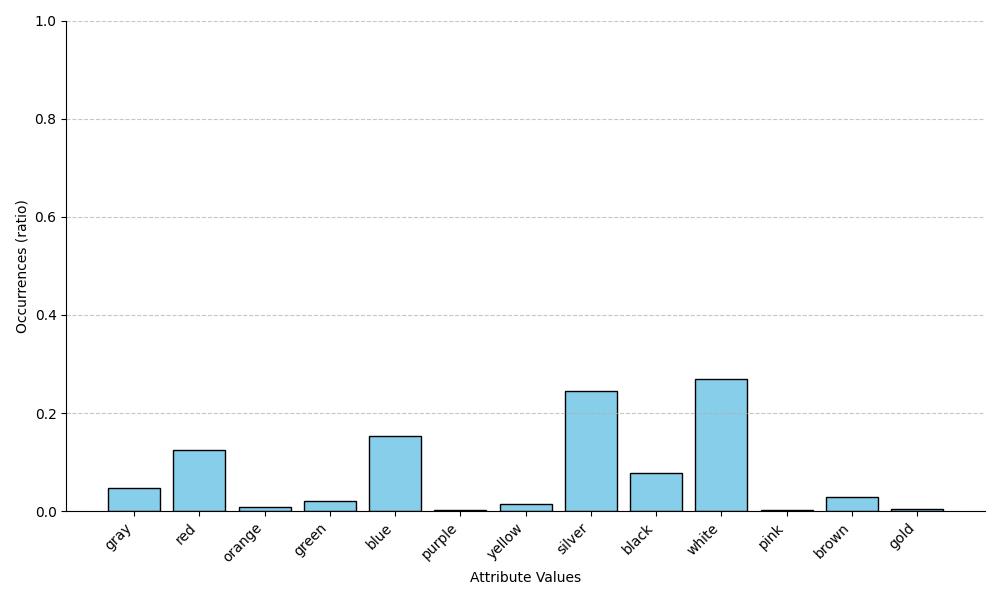 1.0
0.8
0.6
0.4
0.2
0.0
Occurrences (ratio)
gray red orange green blue purple yellow silver black white pink brown gold
Attribute Values